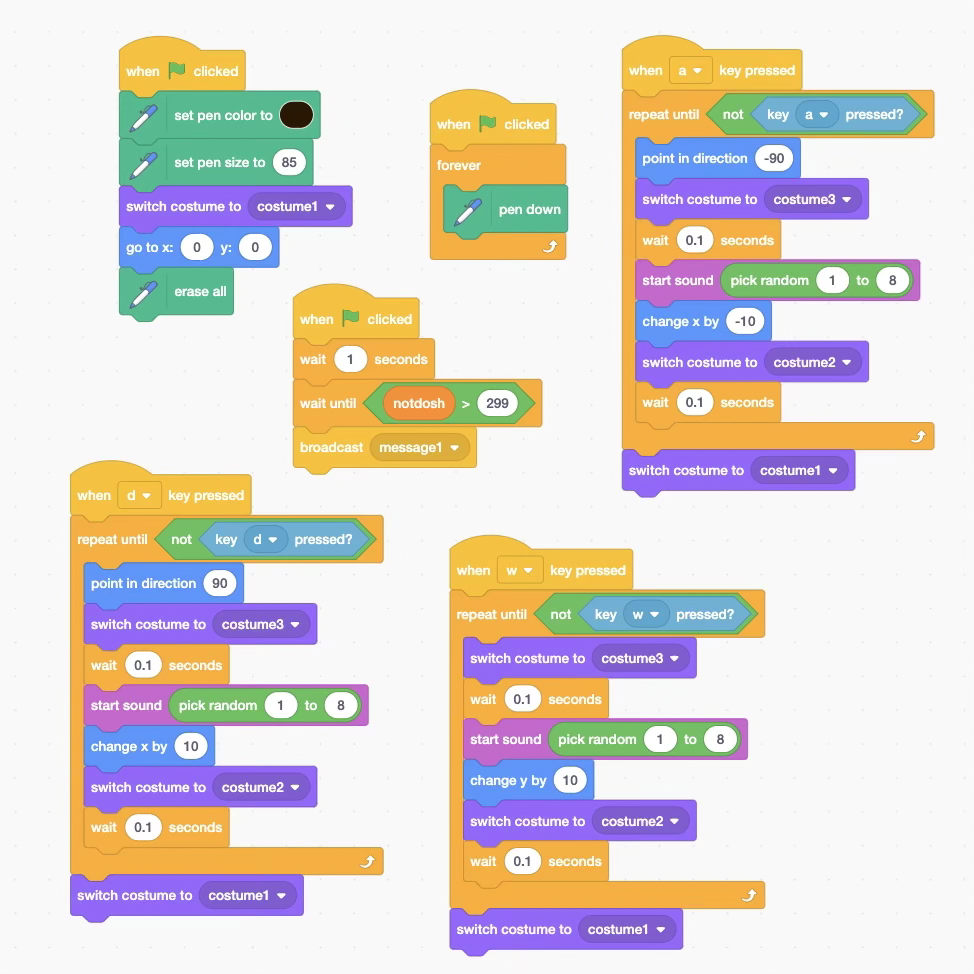 when clicked
set pen color to
set pen size to 85
switch costume to costume1
go to x: 0 y: 0
erase all
when clicked
forever
pen down
when a key pressed
repeat until not key a pressed?
point in direction -90
switch costume to costume3
wait 0.1 seconds
start sound pick random 1 to 8
change x by -10
switch costume to costume2
wait 0.1 seconds
switch costume to costume1
when clicked
wait 1 seconds
wait until notdosh > 299
broadcast message1
when d key pressed
repeat until not key d pressed?
point in direction 90
switch costume to costume3
wait 0.1 seconds
start sound pick random 1 to 8
change x by 10
switch costume to costume2
wait 0.1 seconds
switch costume to costume1
when w key pressed
repeat until not key w pressed?
switch costume to costume3
wait 0.1 seconds
start sound pick random 1 to 8
change y by 10
switch costume to costume2
wait 0.1 seconds
switch costume to costume1